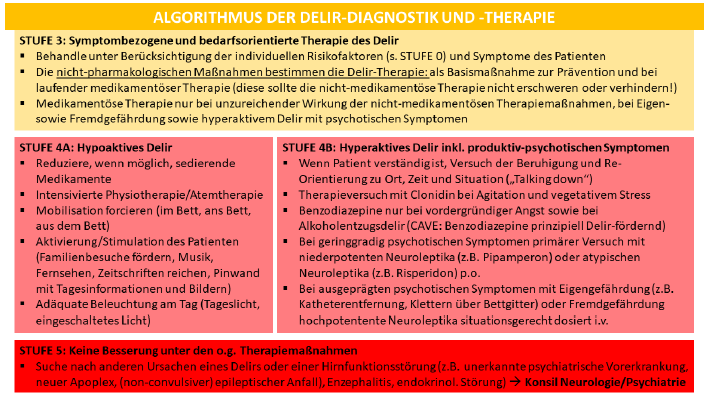 ALGORITHMUS DER DELIR-DIAGNOSTIK UND -THERAPIE
STUFE 3: Symptombezogene und bedarfsorientierte Therapie des Delir
▪ Behandle unter Berücksichtigung der individuellen Risikofaktoren (s. STUFE 0) und Symptome des Patienten
▪ Die nicht-pharmakologischen Maßnahmen bestimmen die Delir-Therapie: als Basismaßnahme zur Prävention und bei
laufender medikamentöser Therapie (diese sollte die nicht-medikamentöse Therapie nicht erschweren oder verhindern!)
▪ Medikamentöse Therapie nur bei unzureichender Wirkung der nicht-medikamentösen Therapiemaßnahmen, bei Eigen-
sowie Fremdgefährdung sowie hyperaktivem Delir mit psychotischen Symptomen
STUFE 4A: Hypoaktives Delir
▪ Reduziere, wenn möglich, sedierende
Medikamente
▪ Intensivierte Physiotherapie/Atemtherapie
▪ Mobilisation forcieren (im Bett, ans Bett,
aus dem Bett)
▪ Aktivierung/Stimulation des Patienten
(Familienbesuche fördern, Musik,
Fernsehen, Zeitschriften reichen, Pinwand
mit Tagesinformationen und Bildern)
▪ Adäquate Beleuchtung am Tag (Tageslicht,
eingeschaltetes Licht)
STUFE 4B: Hyperaktives Delir inkl. produktiv-psychotischen Symptomen
▪ Wenn Patient verständig ist, Versuch der Beruhigung und Re-
Orientierung zu Ort, Zeit und Situation („Talking down“)
▪ Therapieversuch mit Clonidin bei Agitation und vegetativem Stress
▪ Benzodiazepine nur bei vordergründiger Angst sowie bei
Alkoholentzugsdelir (CAVE: Benzodiazepine prinzipiell Delir-fördernd)
▪ Bei geringgradig psychotischen Symptomen primärer Versuch mit
niederpotenten Neuroleptika (z.B. Pipamperon) oder atypischen
Neuroleptika (z.B. Risperidon) p.o.
▪ Bei ausgeprägten psychotischen Symptomen mit Eigengefährdung (z.B.
Katheterentfernung, Klettern über Bettgitter) oder Fremdgefährdung
hochpotentente Neuroleptika situationsgerecht dosiert i.v.
STUFE 5: Keine Besserung unter den o.g. Therapiemaßnahmen
▪ Suche nach anderen Ursachen eines Delirs oder einer Hirnfunktionsstörung (z.B. unerkannte psychiatrische Vorerkrankung,
neuer Apoplex, (non-convulsiver) epileptischer Anfall), Enzephalitis, endokrinol. Störung) → Konsil Neurologie/Psychiatrie